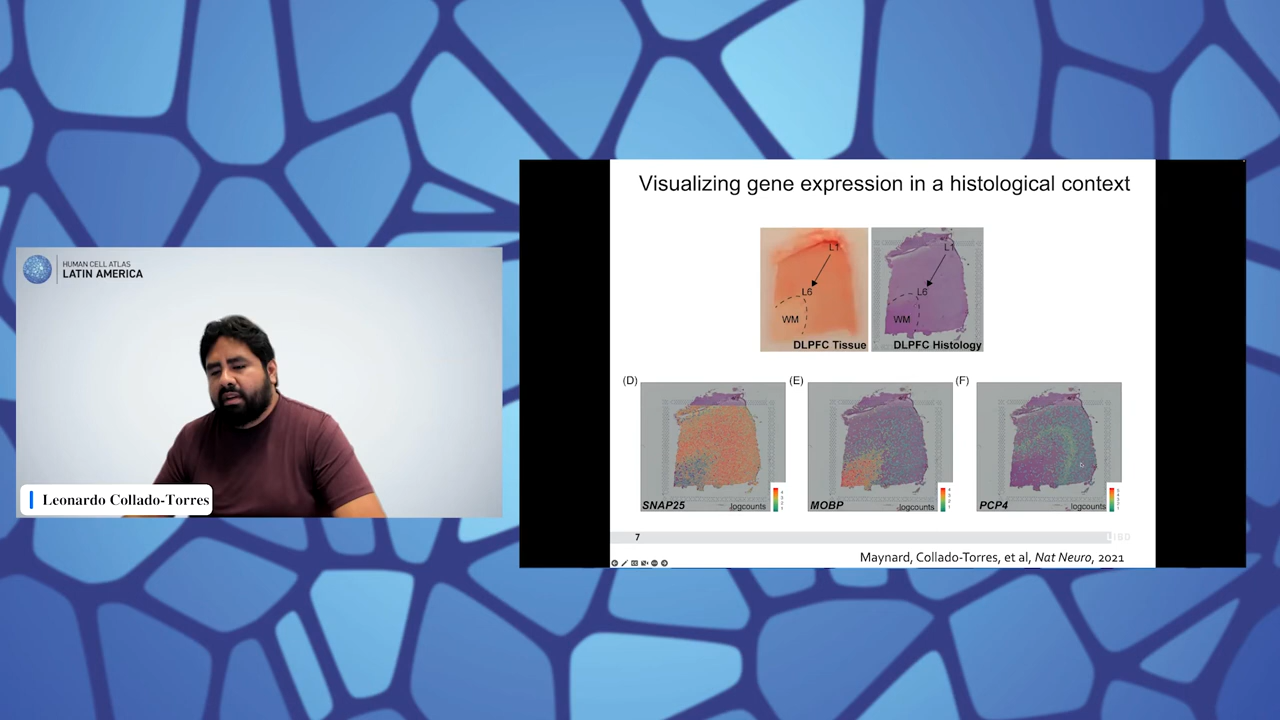 HUMAN CELL ATLAS
LATIN AMERICA
Leonardo Collado-Torres
Visualizing gene expression in a histological context
L1
L6
WM
DLPFC Tissue
L1
L6
WM
DLPFC Histology
(D)
SNAP25
logcounts
(E)
MOBP
logcounts
(F)
PCP4
logcounts
7
Maynard, Collado-Torres, et al, Nat Neuro, 2021